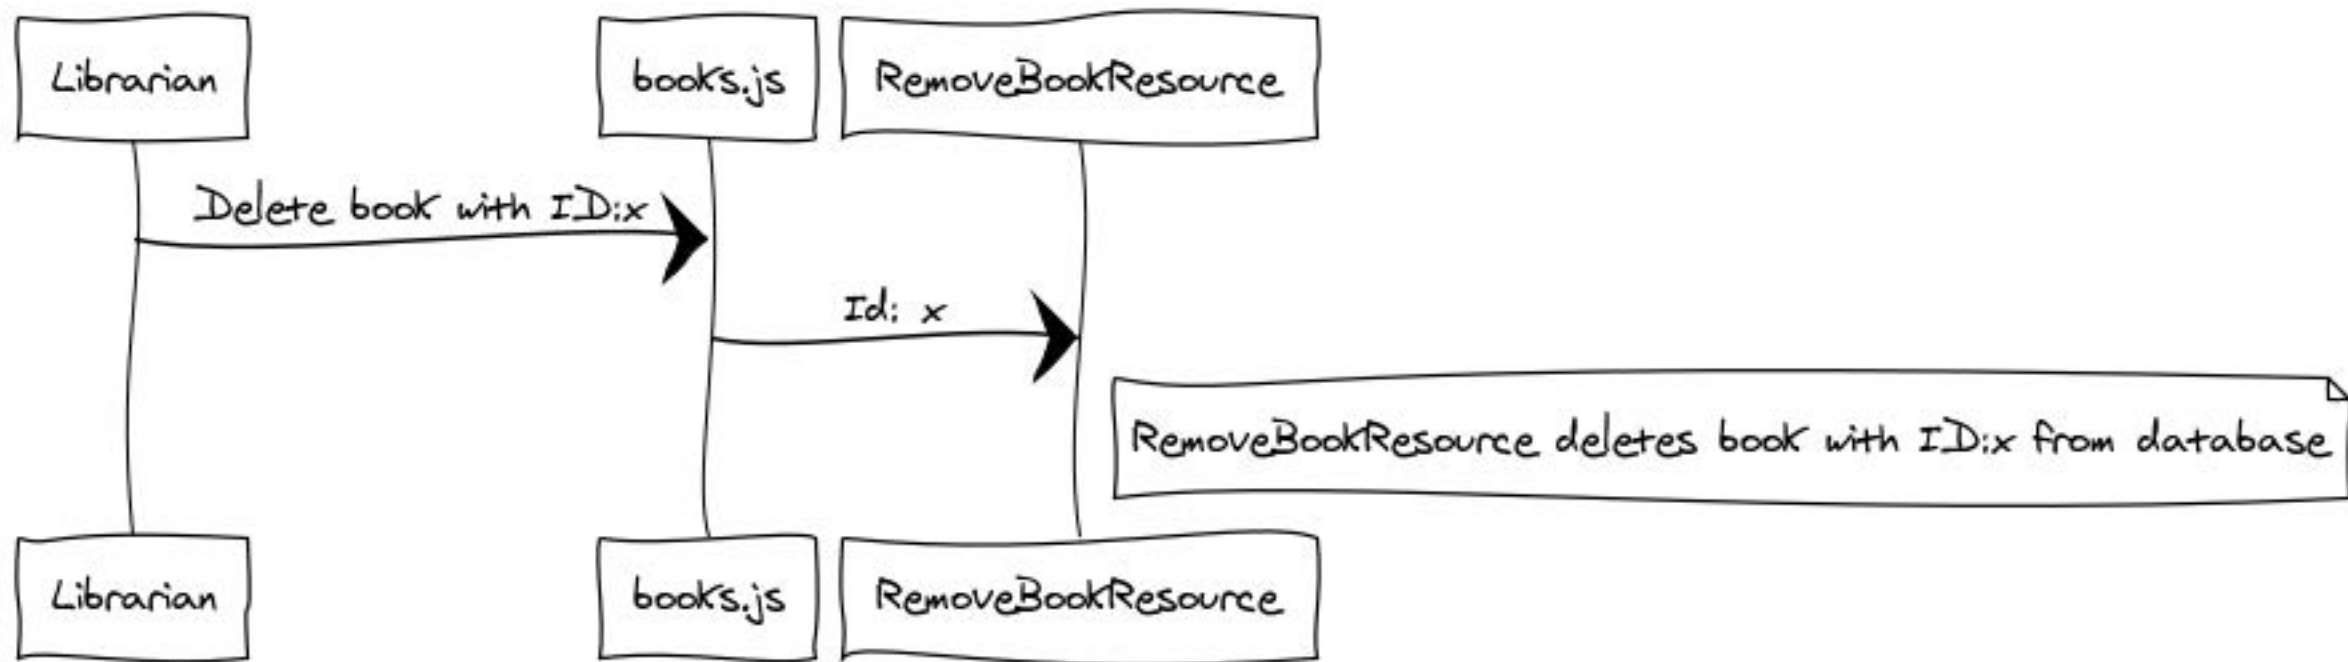 Librarian
books.js
RemoveBookResource
Delete book with ID:x
Id: x
RemoveBookResource deletes book with ID:x from database
Librarian
books.js
RemoveBookResource